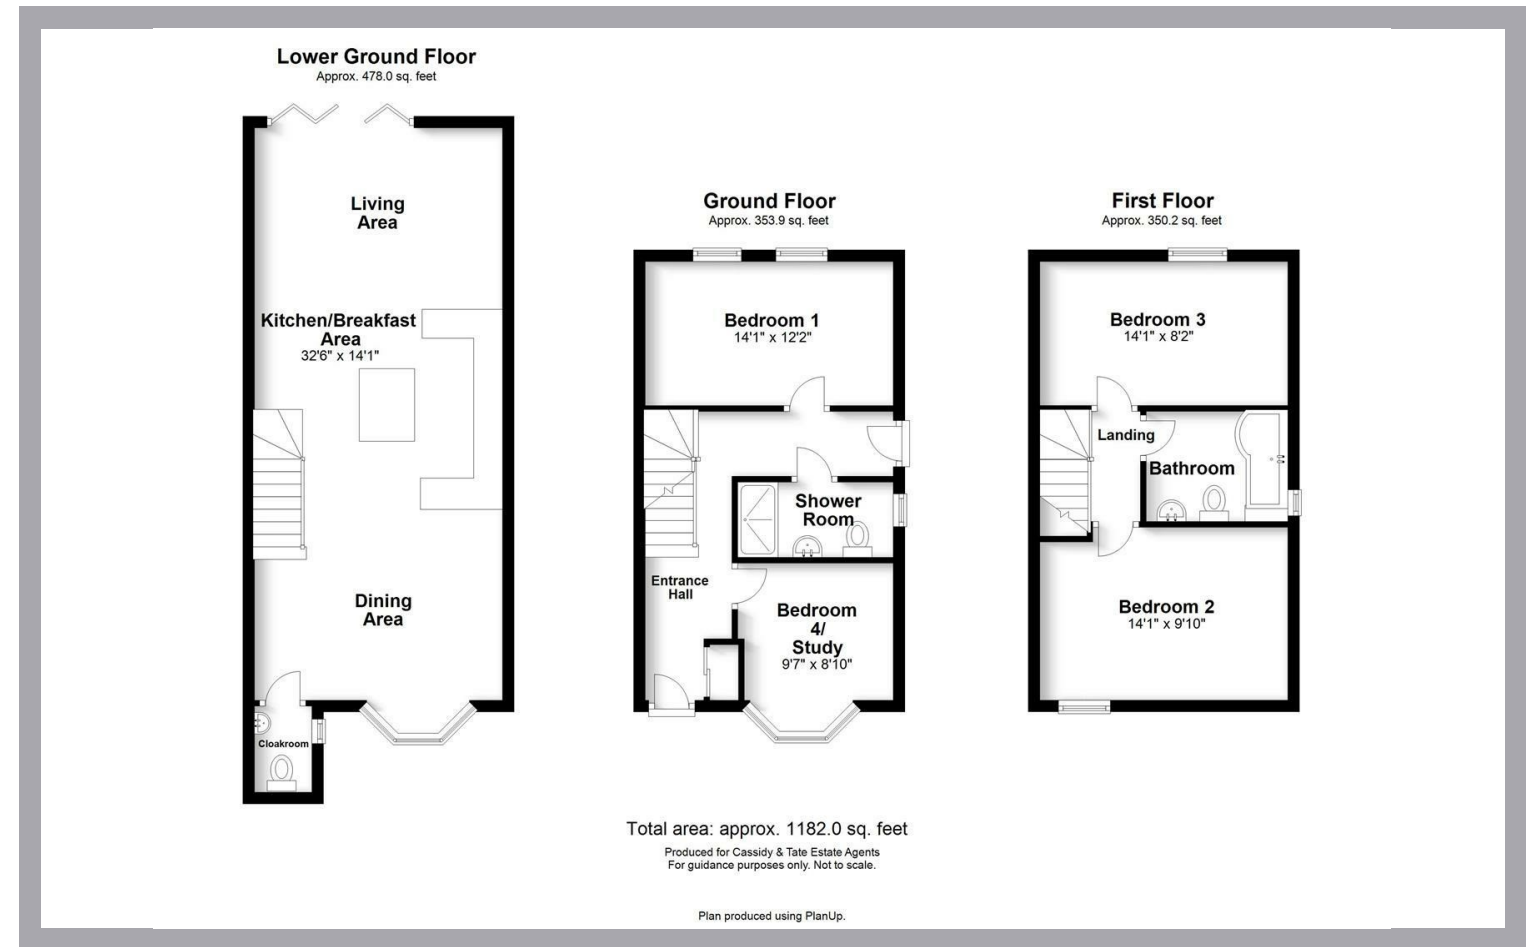 Lower Ground Floor
Approx. 478.0 sq. feet
Living
Area
Kitchen/Breakfast
Area
32'6" x 14'1"
Dining
Area
Cloakroom
Ground Floor
Approx. 353.9 sq. feet
Bedroom 1
14'1" x 12'2"
Shower
Room
Entrance
Hall
Bedroom
4/
Study
9'7" x 8'10"
First Floor
Approx. 350.2 sq. feet
Bedroom 3
14'1" x 8'2"
Landing
Bathroom
Bedroom 2
14'1" x 9'10"
Total area: approx. 1182.0 sq. feet
Produced for Cassidy & Tate Estate Agents
For guidance purposes only. Not to scale.
Plan produced using PlanUp.